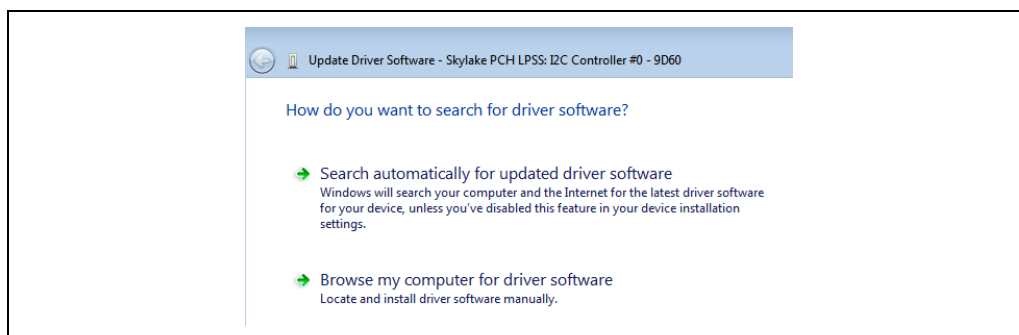 Update Driver Software - Skylake PCH LPSS: I2C Controller #0 - 9D60
How do you want to search for driver software?
Search automatically for updated driver software
Windows will search your computer and the Internet for the latest driver software
for your device, unless you've disabled this feature in your device installation
settings.
Browse my computer for driver software
Locate and install driver software manually.